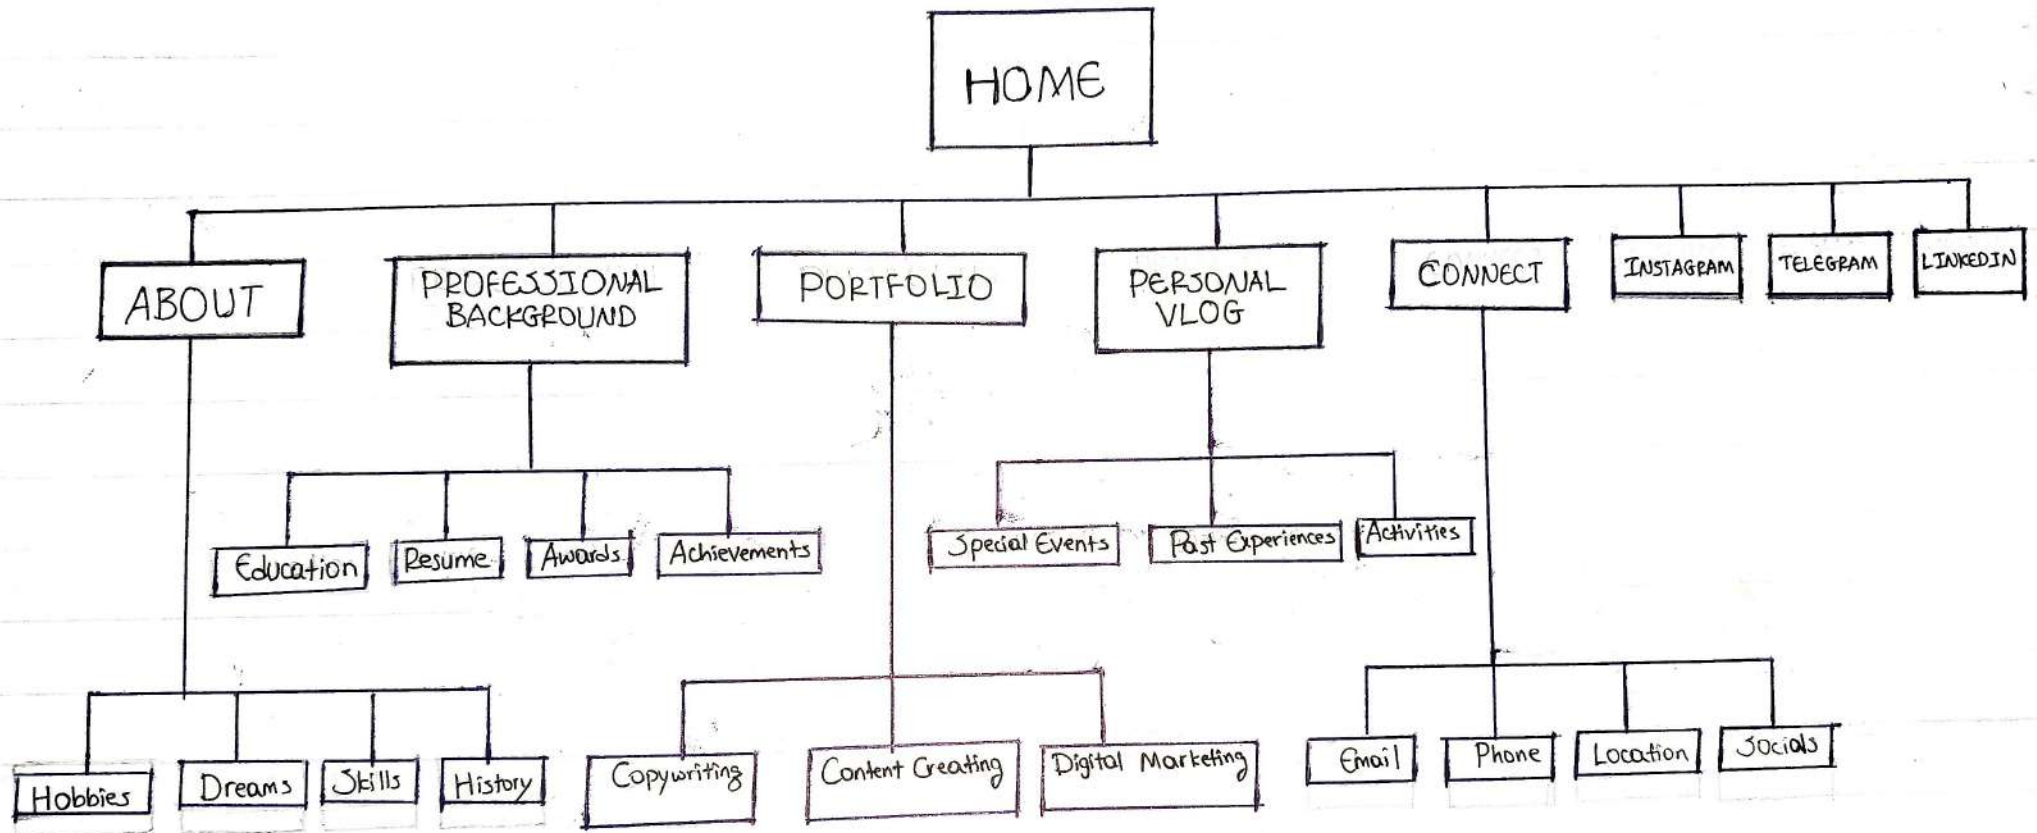 HOME
ABOUT
PROFESSIONAL
BACKGROUND
PORTFOLIO
PERSONAL
VLOG
CONNECT
INSTAGRAM
TELEGRAM
LINKEDIN
Education
Resume
Awards
Achievements
Special Events
Past Experiences
Activities
Hobbies
Dreams
Skills
History
Copywriting
Content Creating
Digital Marketing
Email
Phone
Location
Socials